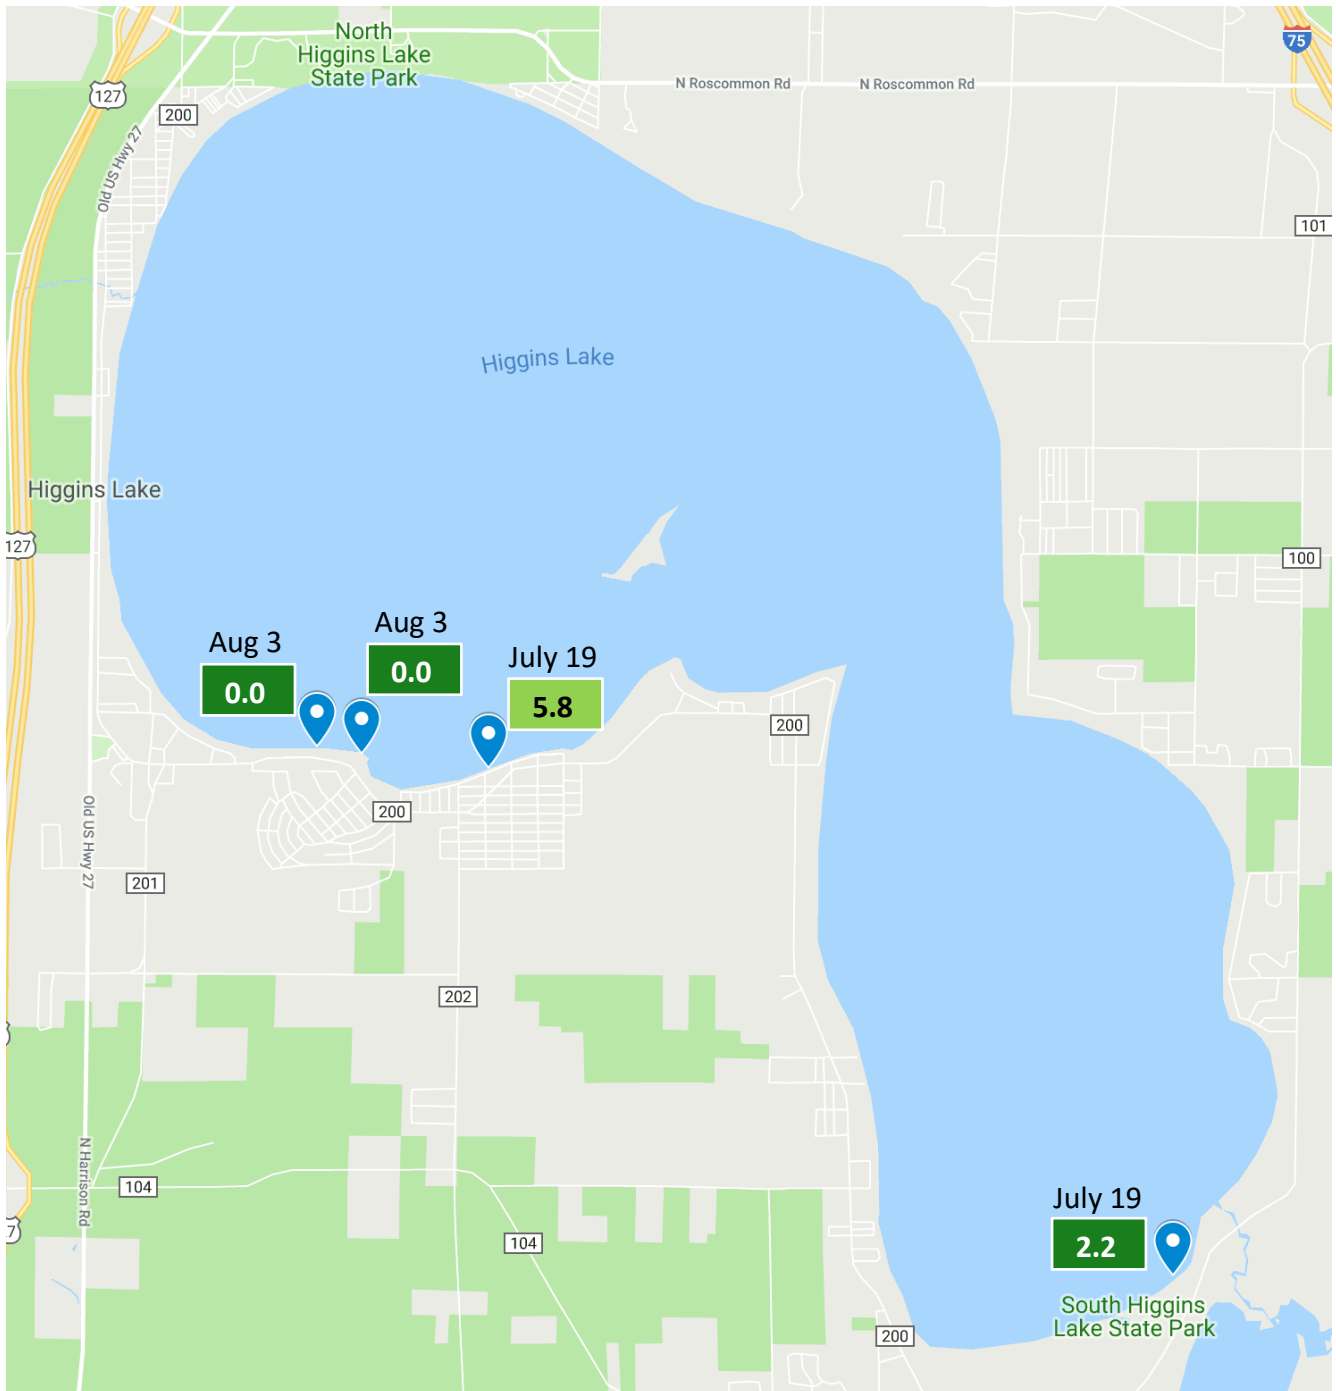 North
Higgins Lake
State Park
75
N Roscommon Rd
N Roscommon Rd
127
200
Old US Hwy 27
101
Higgins Lake
Higgins Lake
127
100
Aug 3
0.0
Aug 3
0.0
July 19
5.8
200
200
Old US Hwy 27
201
202
N Harrison Rd
104
7
104
July 19
2.2
South Higgins
Lake State Park
200